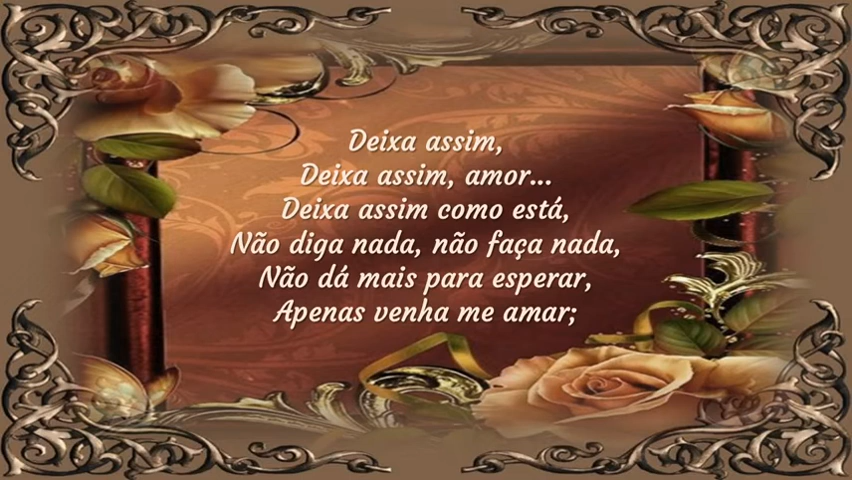 Deixa assim,
Deixa assim, amor...
Deixa assim como está,
Não diga nada, não faça nada,
Não dá mais para esperar,
Apenas venha me amar;